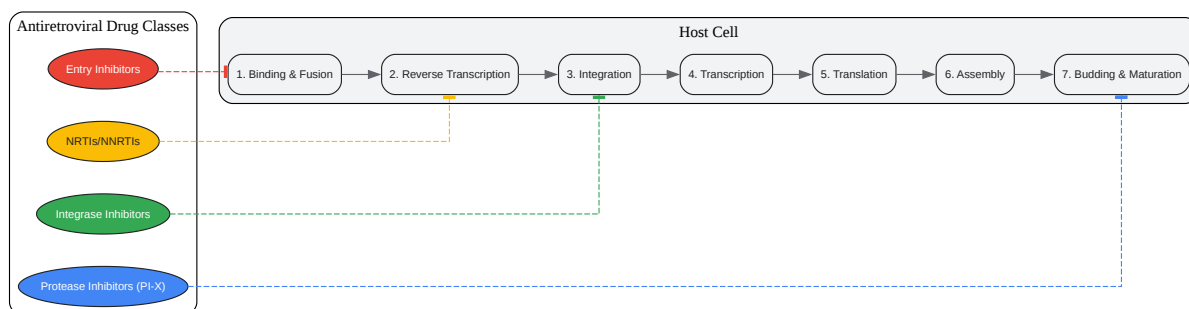 Antiretroviral Drug Classes
Entry Inhibitors
NRTIs/NNRTIs
Integrase Inhibitors
Protease Inhibitors (PI-X)
Host Cell
1. Binding & Fusion
2. Reverse Transcription
3. Integration
4. Transcription
5. Translation
6. Assembly
7. Budding & Maturation